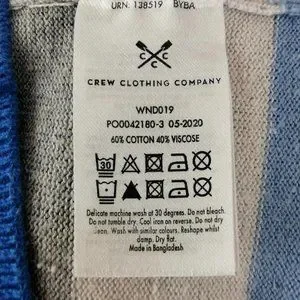 URN: 138519 BYBA
C C C
CREW CLOTHING COMPANY
WND019
PO0042180-3 05-2020
60% COTTON 40% VISCOSE
30
Delicate machine wash at 30 degrees. Do not bleach.
Do not tumble dry. Cool iron on reverse. Do not dry
clean. Wash with similar colours. Reshape whilst
damp. Dry flat.
Made in Bangladesh